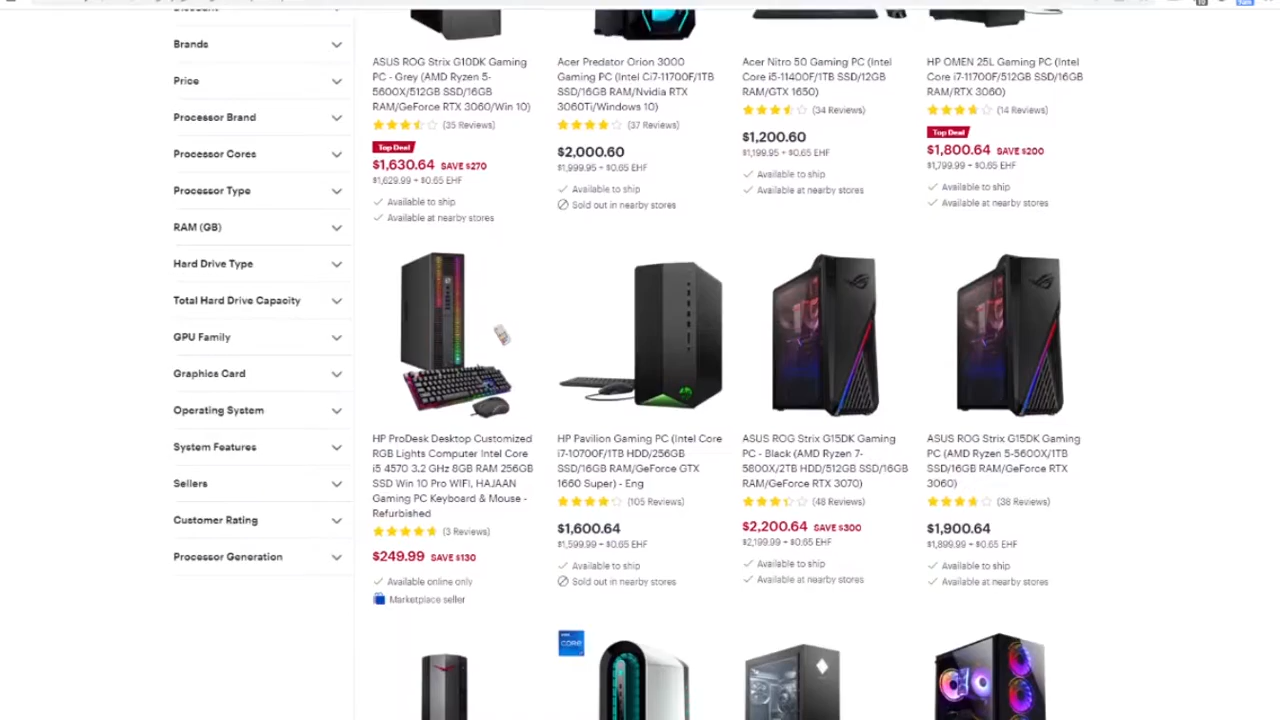 Brands
Price
Processor Brand
Processor Cores
Processor Type
RAM (GB)
Hard Drive Type
Total Hard Drive Capacity
GPU Family
Graphics Card
Operating System
System Features
Sellers
Customer Rating
Processor Generation
ASUS ROG Strix G10DK Gaming
PC - Grey (AMD Ryzen 5-
5600X/512GB SSD/16GB
RAM/GeForce RTX 3060/Win 10)
(35 Reviews)
Top Deal
$1,630.64 SAVE $270
$1,629.99 + $0.65 EHF
Available to ship
Available at nearby stores
Acer Predator Orion 3000
Gaming PC (Intel Ci7-11700F/1TB
SSD/16GB RAM/Nvidia RTX
3060Ti/Windows 10)
(37 Reviews)
$2,000.60
$1,999.95 + $0.65 EHF
Available to ship
Sold out in nearby stores
Acer Nitro 50 Gaming PC (Intel
Core i5-11400F/1TB SSD/12GB
RAM/GTX 1650)
(34 Reviews)
$1,200.60
$1,199.95 + $0.65 EHF
Available to ship
Available at nearby stores
HP OMEN 25L Gaming PC (Intel
Core i7-11700F/512GB SSD/16GB
RAM/RTX 3060)
(14 Reviews)
Top Deal
$1,800.64 SAVE $200
$1,799.99 + $0.65 EHF
Available to ship
Available at nearby stores
HP ProDesk Desktop Customized
RGB Lights Computer Intel Core
i5 4570 3.2 GHz 8GB RAM 256GB
SSD Win 10 Pro WIFI, HAJAAN
Gaming PC Keyboard & Mouse -
Refurbished
(3 Reviews)
$249.99 SAVE $130
Available online only
Marketplace seller
HP Pavilion Gaming PC (Intel Core
i7-10700F/1TB HDD/256GB
SSD/16GB RAM/GeForce GTX
1660 Super) - Eng
(105 Reviews)
$1,600.64
$1,599.99 + $0.65 EHF
Available to ship
Sold out in nearby stores
ASUS ROG Strix G15DK Gaming
PC - Black (AMD Ryzen 7-
5800X/2TB HDD/512GB SSD/16GB
RAM/GeForce RTX 3070)
(48 Reviews)
$2,200.64 SAVE $300
$2,199.99 + $0.65 EHF
Available to ship
Available at nearby stores
ASUS ROG Strix G15DK Gaming
PC (AMD Ryzen 5-5600X/1TB
SSD/16GB RAM/GeForce RTX
3060)
(38 Reviews)
$1,900.64
$1,899.99 + $0.65 EHF
Available to ship
Available at nearby stores
CORE